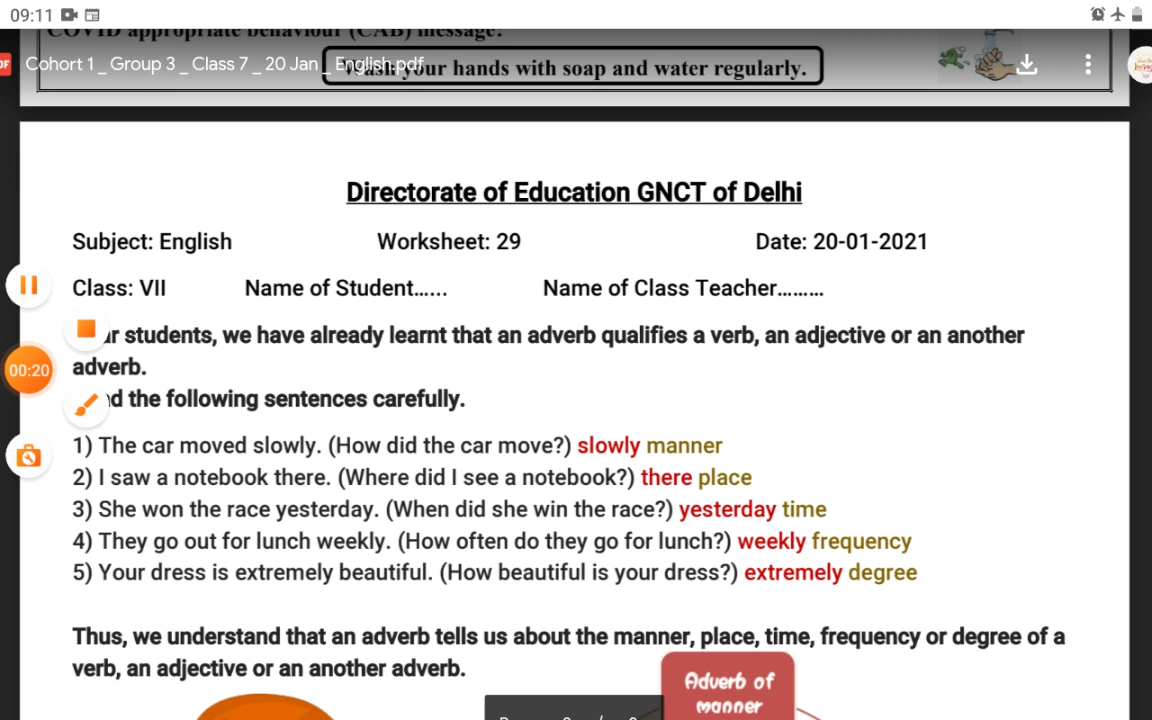 09:11
COVID appropriate behaviour (CAB) message:
Cohort 1 _ Group 3 _ Class 7 _ 20 Jan _ English.pdf
your hands with soap and water regularly.
Directorate of Education GNCT of Delhi
Subject: English Worksheet: 29 Date: 20-01-2021
Class: VII Name of Student...... Name of Class Teacher.........
students, we have already learnt that an adverb qualifies a verb, an adjective or an another
00:20
adverb.
the following sentences carefully.
1) The car moved slowly. (How did the car move?) slowly manner
2) I saw a notebook there. (Where did I see a notebook?) there place
3) She won the race yesterday. (When did she win the race?) yesterday time
4) They go out for lunch weekly. (How often do they go for lunch?) weekly frequency
5) Your dress is extremely beautiful. (How beautiful is your dress?) extremely degree
Thus, we understand that an adverb tells us about the manner, place, time, frequency or degree of a
verb, an adjective or an another adverb.
Adverb of
manner